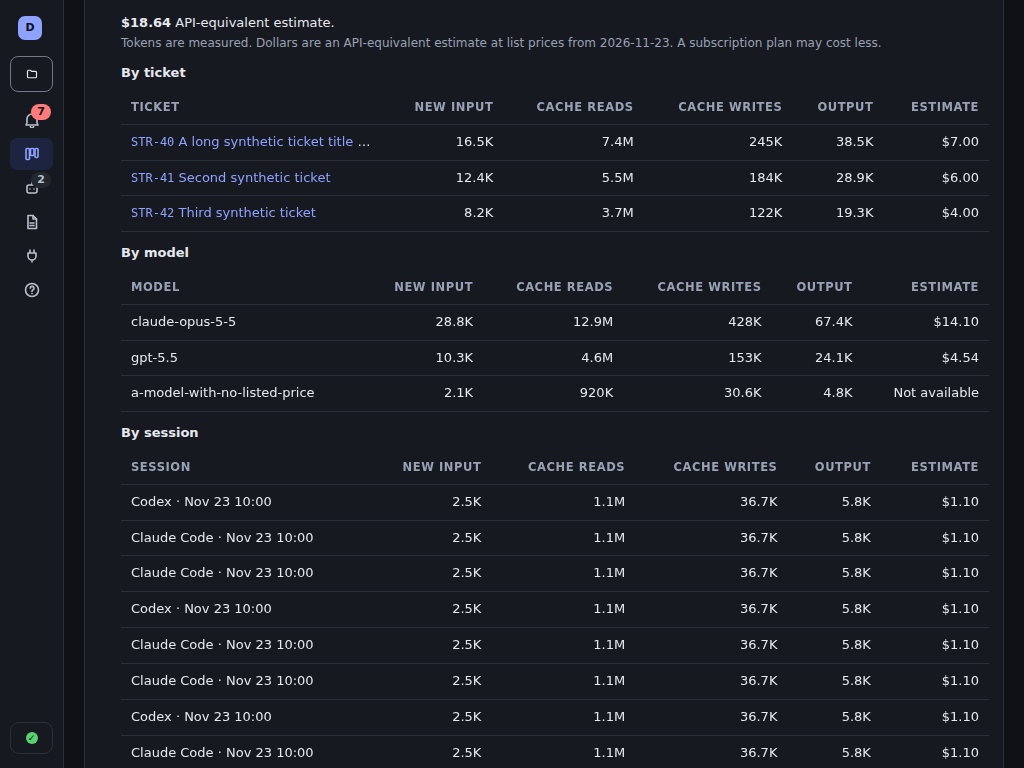 D
7
2
$18.64 API-equivalent estimate.
Tokens are measured. Dollars are an API-equivalent estimate at list prices from 2026-11-23. A subscription plan may cost less.
By ticket
TICKET NEW INPUT CACHE READS CACHE WRITES OUTPUT ESTIMATE
STR-40 A long synthetic ticket title ... 16.5K 7.4M 245K 38.5K $7.00
STR-41 Second synthetic ticket 12.4K 5.5M 184K 28.9K $6.00
STR-42 Third synthetic ticket 8.2K 3.7M 122K 19.3K $4.00
By model
MODEL NEW INPUT CACHE READS CACHE WRITES OUTPUT ESTIMATE
claude-opus-5-5 28.8K 12.9M 428K 67.4K $14.10
gpt-5.5 10.3K 4.6M 153K 24.1K $4.54
a-model-with-no-listed-price 2.1K 920K 30.6K 4.8K Not available
By session
SESSION NEW INPUT CACHE READS CACHE WRITES OUTPUT ESTIMATE
Codex · Nov 23 10:00 2.5K 1.1M 36.7K 5.8K $1.10
Claude Code · Nov 23 10:00 2.5K 1.1M 36.7K 5.8K $1.10
Claude Code · Nov 23 10:00 2.5K 1.1M 36.7K 5.8K $1.10
Codex · Nov 23 10:00 2.5K 1.1M 36.7K 5.8K $1.10
Claude Code · Nov 23 10:00 2.5K 1.1M 36.7K 5.8K $1.10
Claude Code · Nov 23 10:00 2.5K 1.1M 36.7K 5.8K $1.10
Codex · Nov 23 10:00 2.5K 1.1M 36.7K 5.8K $1.10
Claude Code · Nov 23 10:00 2.5K 1.1M 36.7K 5.8K $1.10